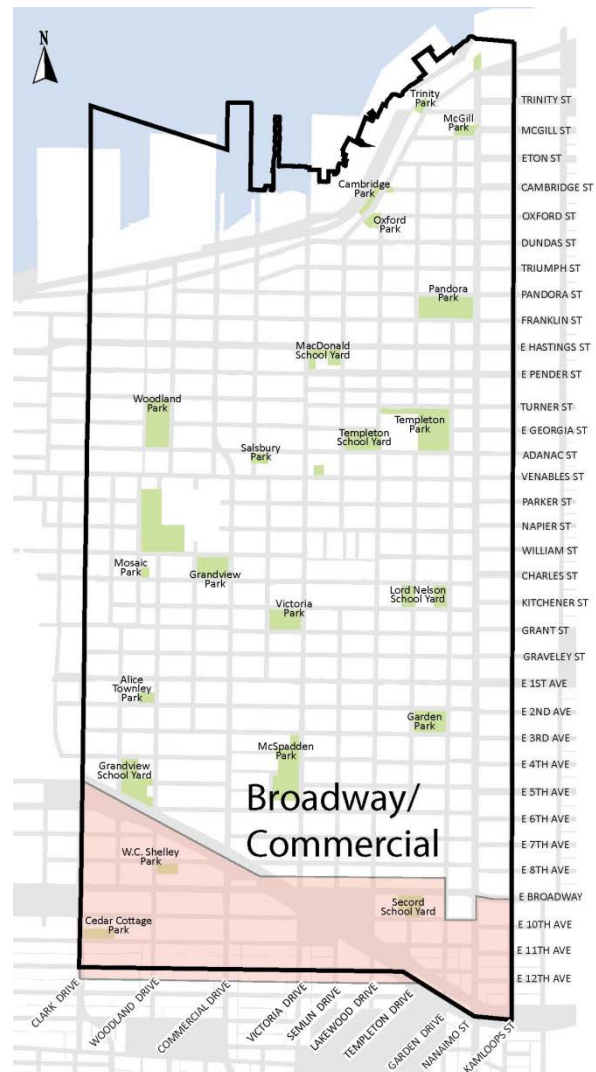 N
Trinity
Park
TRINITY ST
McGill
Park
MCGILL ST
ETON ST
Cambridge
Park
CAMBRIDGE ST
Oxford
Park
OXFORD ST
DUNDAS ST
TRIUMPH ST
Pandora
Park
PANDORA ST
FRANKLIN ST
MacDonald
School Yard
E HASTINGS ST
E PENDER ST
Woodland
Park
TURNER ST
Templeton
Park
Templeton
School Yard
E GEORGIA ST
Salsbury
Park
ADANAC ST
VENABLES ST
PARKER ST
NAPIER ST
WILLIAM ST
Mosaic
Park
Grandview
Park
CHARLES ST
Lord Nelson
School Yard
KITCHENER ST
Victoria
Park
GRANT ST
GRAVELEY ST
Alice
Townley
Park
E 1ST AVE
E 2ND AVE
Garden
Park
E 3RD AVE
McSpadden
Park
E 4TH AVE
Grandview
School Yard
E 5TH AVE
Broadway/
Commercial
E 6TH AVE
E 7TH AVE
W.C. Shelley
Park
E 8TH AVE
E BROADWAY
Secord
School Yard
Cedar Cottage
Park
E 10TH AVE
E 11TH AVE
E 12TH AVE
CLARK DRIVE
WOODLAND DRIVE
COMMERCIAL DRIVE
VICTORIA DRIVE
SEMLIN DRIVE
LAKEWOOD DRIVE
TEMPLETON DRIVE
GARDEN DRIVE
NANAIMO ST
KAMLOOPS ST